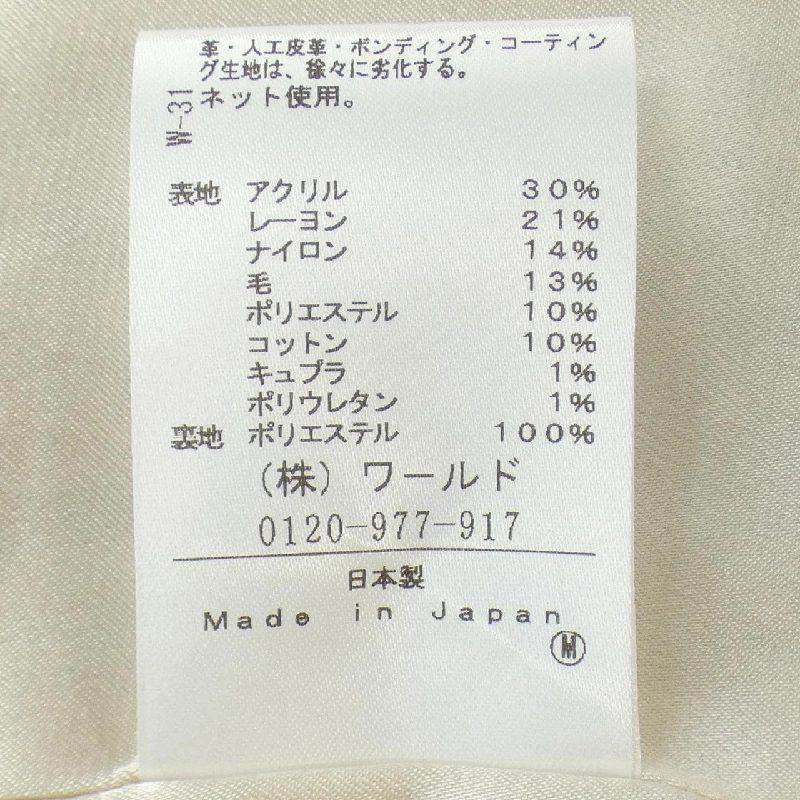 革・人工皮革・ボンディング・コーティン
グ生地は、徐々に劣化する。
ネット使用。
W-31
表地 アクリル 30%
レーヨン 21%
ナイロン 14%
毛 13%
ポリエステル 10%
コットン 10%
キュプラ 1%
ポリウレタン 1%
裏地 ポリエステル 100%
(株) ワールド
0120-977-917
日本製
Made in Japan
M